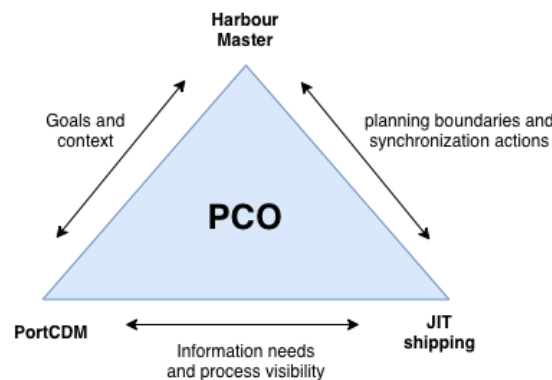 Harbour
Master
Goals and
context
planning boundaries and
synchronization actions
PCO
PortCDM
JIT
shipping
Information needs
and process visibility